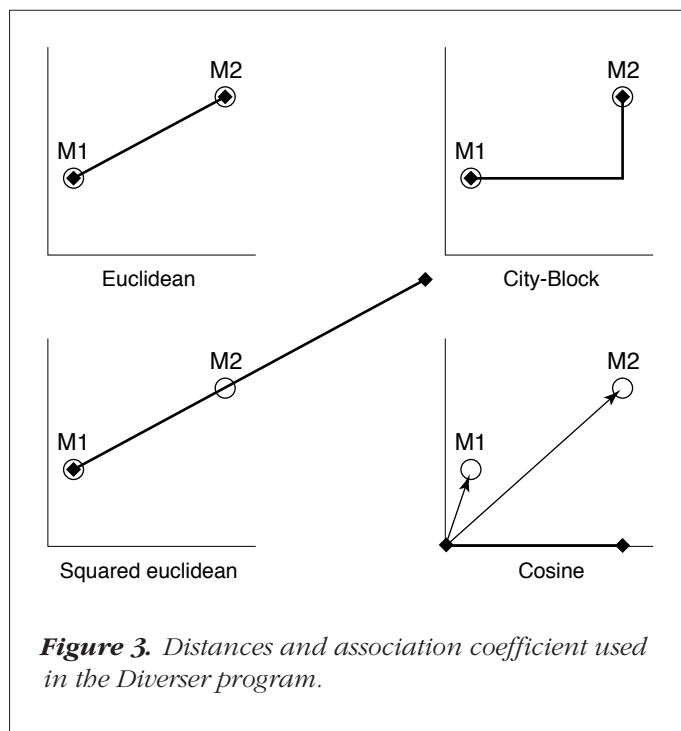 M2
M1
Euclidean
M2
M1
City-Block
M2
M1
Squared euclidean
M2
M1
Cosine
Figure 3. Distances and association coefficient used
in the Diverser program.